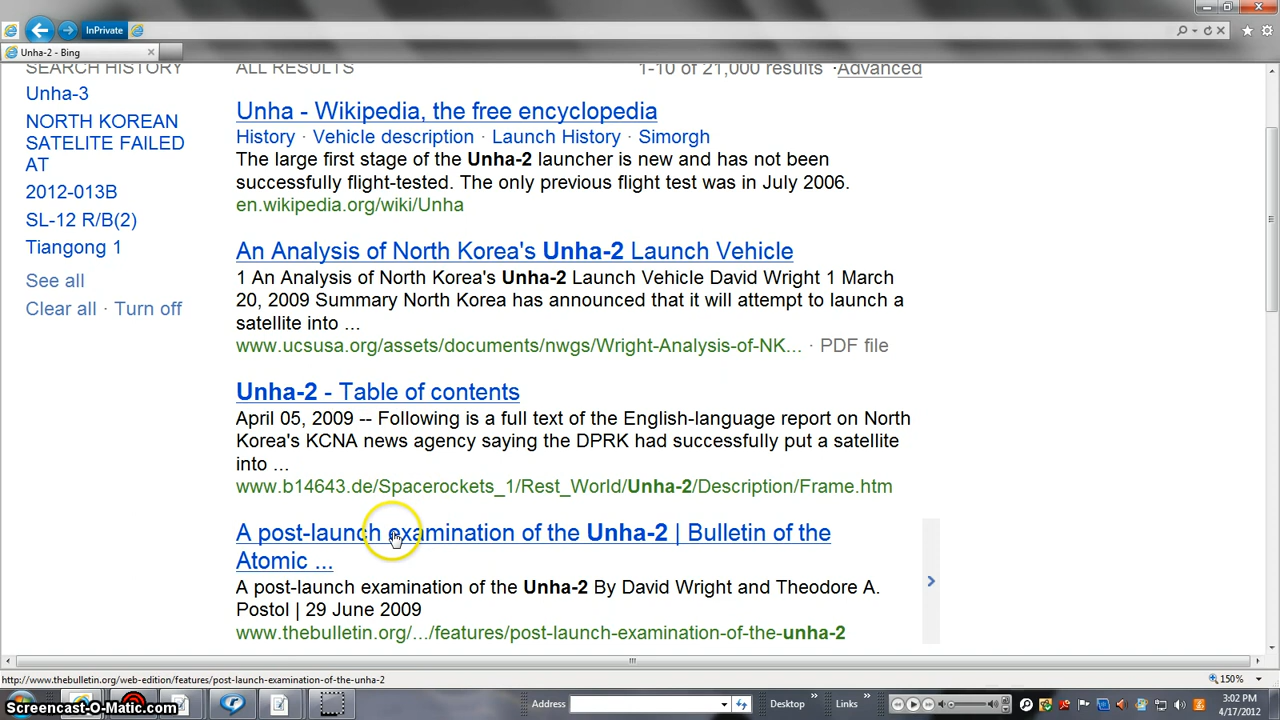 InPrivate
Unha-2 - Bing
SEARCH HISTORY
Unha-3
NORTH KOREAN
SATELITE FAILED
AT
2012-013B
SL-12 R/B(2)
Tiangong 1
See all
Clear all · Turn off
ALL RESULTS
1-10 of 21,000 results · Advanced
Unha - Wikipedia, the free encyclopedia
History · Vehicle description · Launch History · Simorgh
The large first stage of the Unha-2 launcher is new and has not been
successfully flight-tested. The only previous flight test was in July 2006.
en.wikipedia.org/wiki/Unha
An Analysis of North Korea's Unha-2 Launch Vehicle
1 An Analysis of North Korea's Unha-2 Launch Vehicle David Wright 1 March
20, 2009 Summary North Korea has announced that it will attempt to launch a
satellite into ...
www.ucsusa.org/assets/documents/nwgs/Wright-Analysis-of-NK... · PDF file
Unha-2 - Table of contents
April 05, 2009 -- Following is a full text of the English-language report on North
Korea's KCNA news agency saying the DPRK had successfully put a satellite
into ...
www.b14643.de/Spacerockets_1/Rest_World/Unha-2/Description/Frame.htm
A post-launch examination of the Unha-2 | Bulletin of the
Atomic ...
A post-launch examination of the Unha-2 By David Wright and Theodore A.
Postol | 29 June 2009
www.thebulletin.org/.../features/post-launch-examination-of-the-unha-2
http://www.thebulletin.org/web-edition/features/post-launch-examination-of-the-unha-2
150%
Address
Desktop
Links
3:02 PM
4/17/2012
Screencast-O-Matic.com